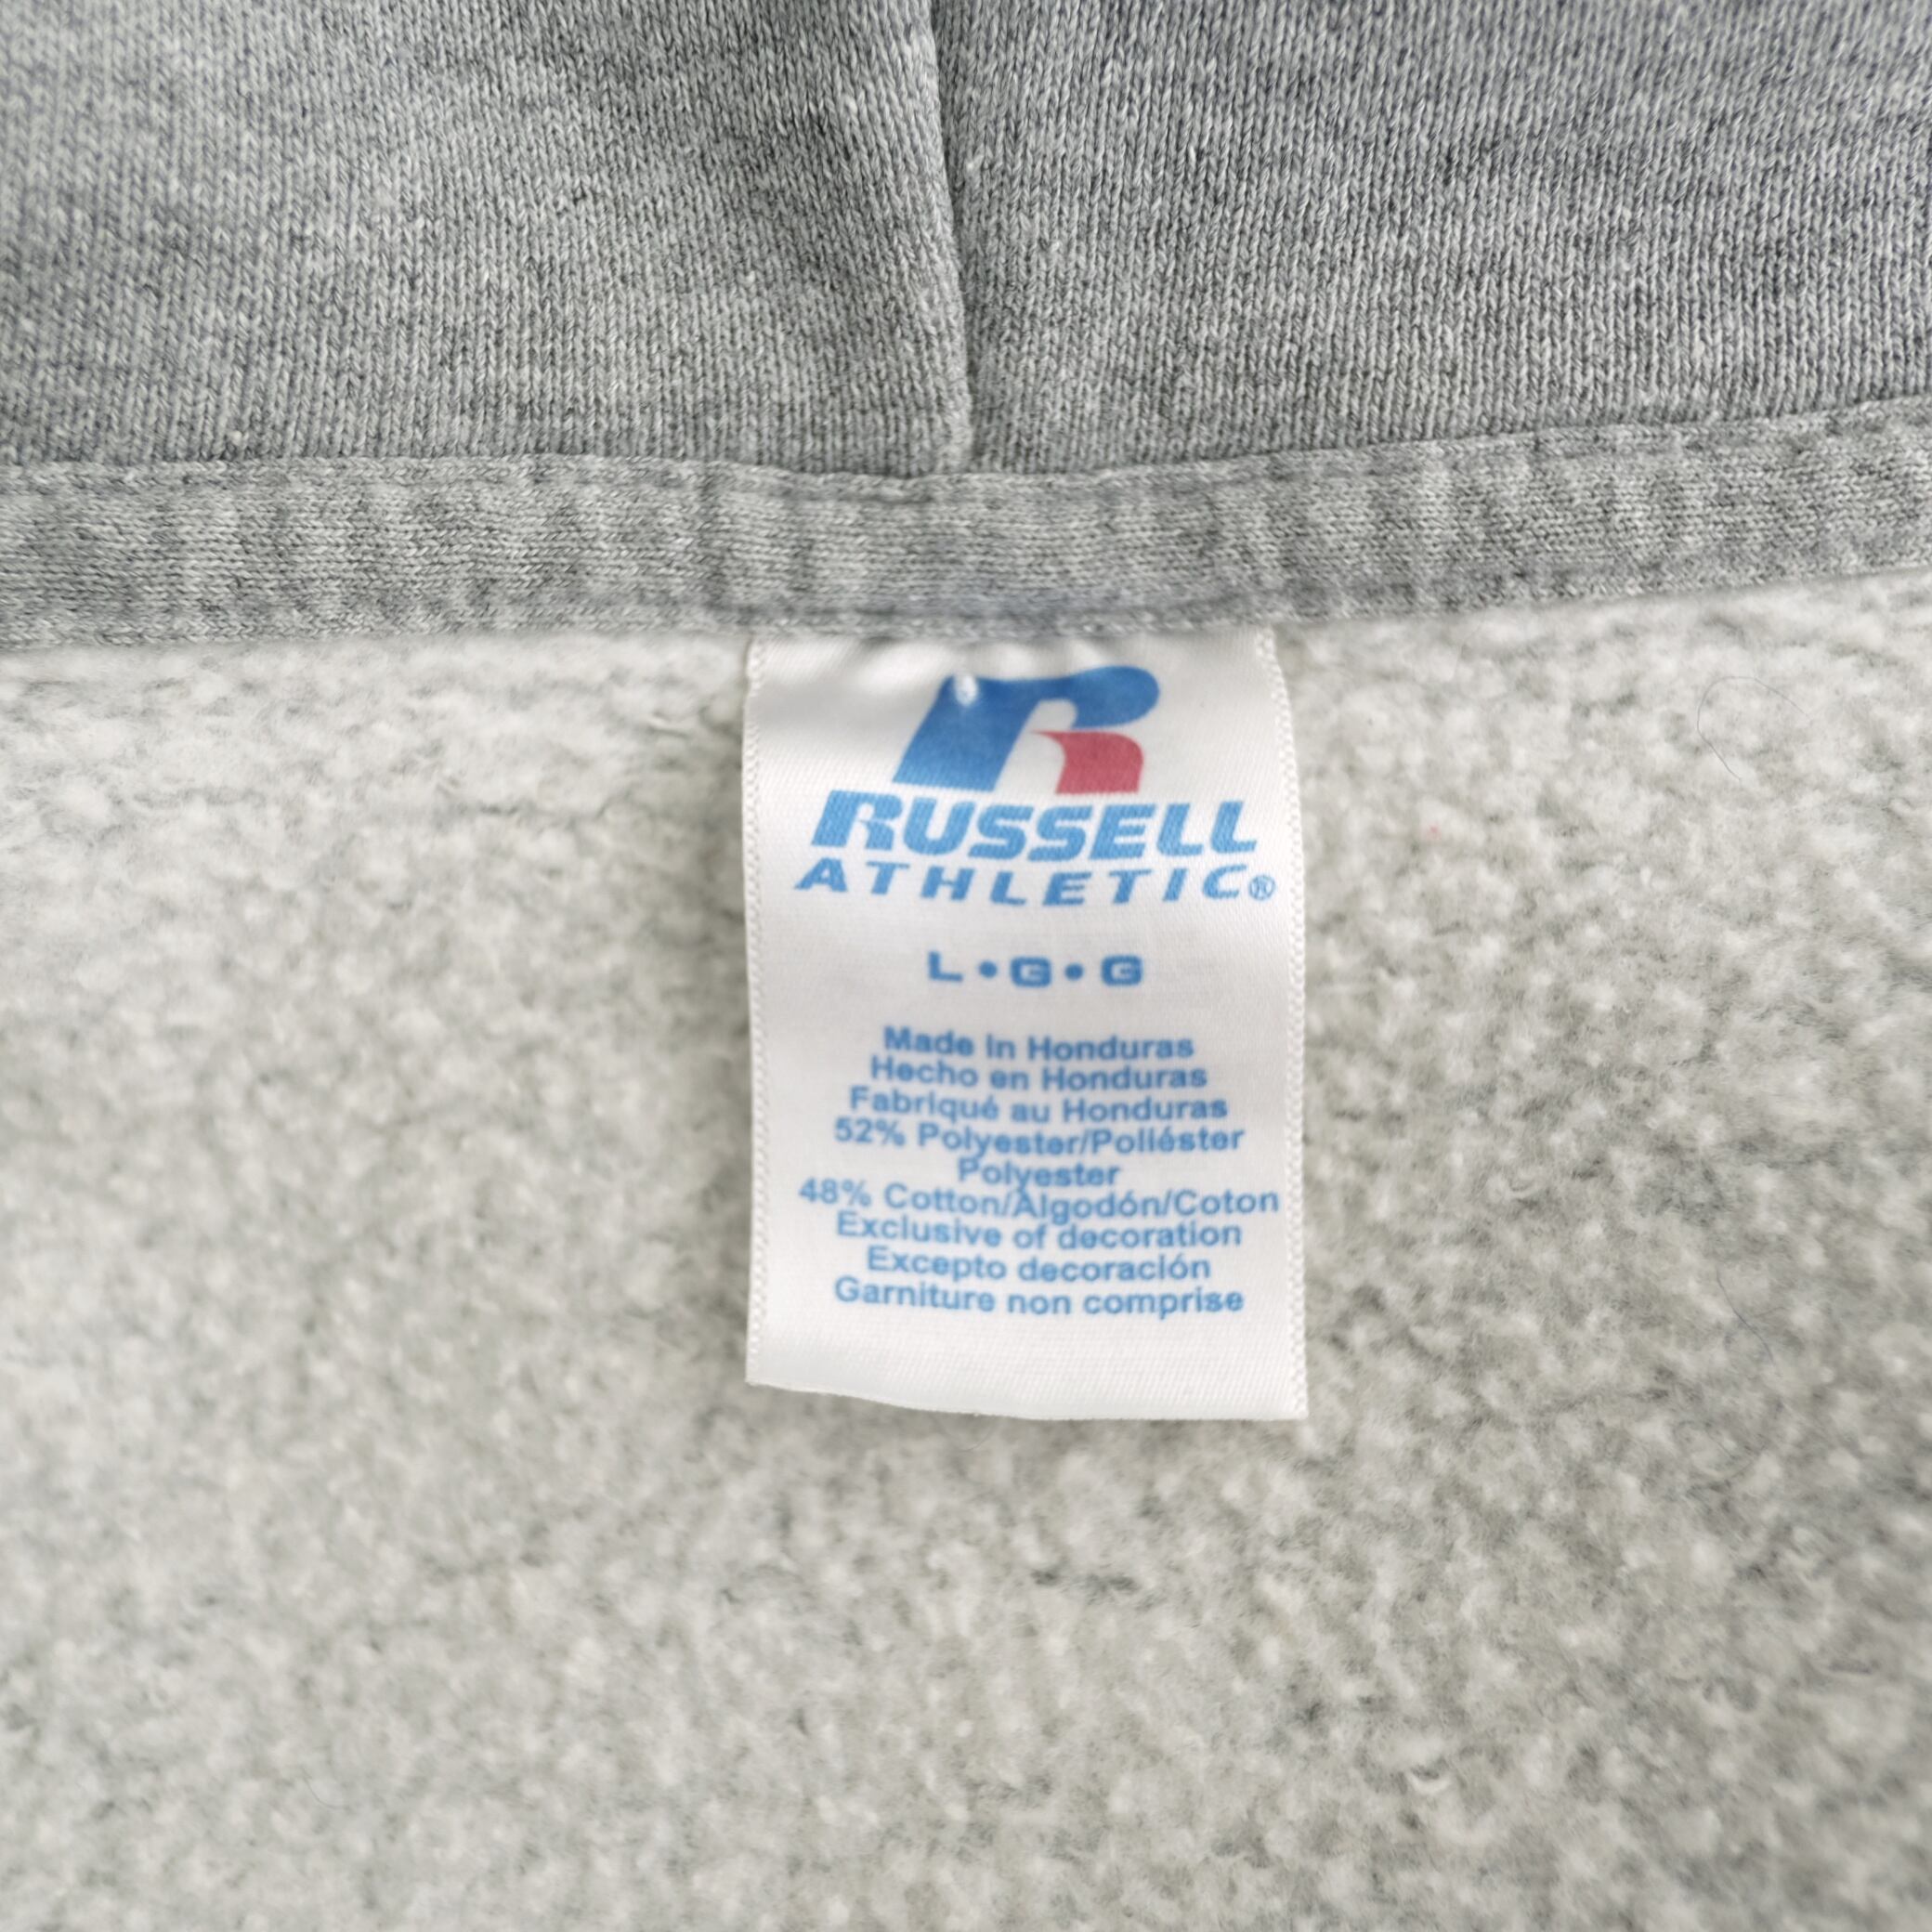 R
RUSSELL
ATHLETIC®
L•G•G
Made in Honduras
Hecho en Honduras
Fabriqué au Honduras
52% Polyester/Poliéster
Polyester
48% Cotton/Algodón/Coton
Exclusive of decoration
Excepto decoración
Garniture non comprise